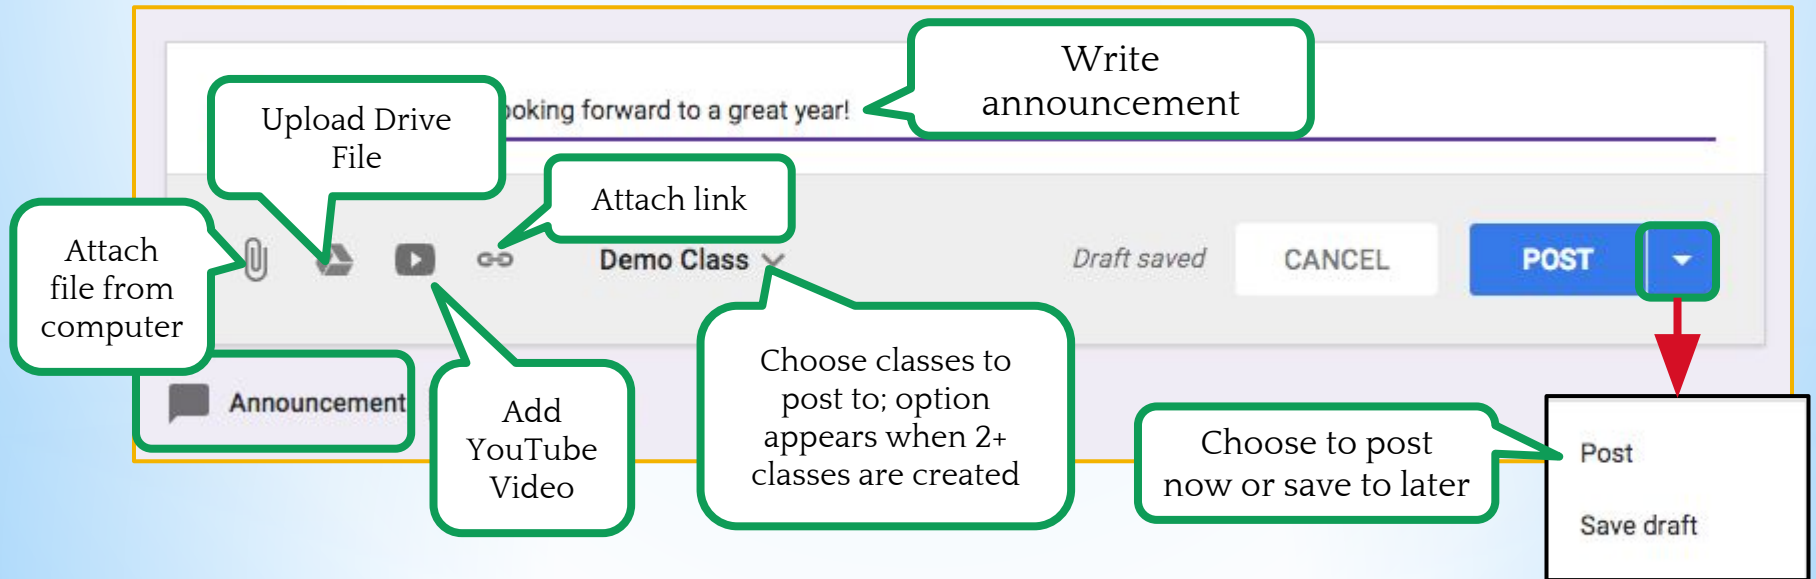 Write
announcement
Upload Drive
File
ooking forward to a great year!
Attach link
Attach
file from
computer
Demo Class
Draft saved
CANCEL
POST
Announcement
Add
YouTube
Video
Choose classes to
post to; option
appears when 2+
classes are created
Choose to post
now or save to later
Post
Save draft